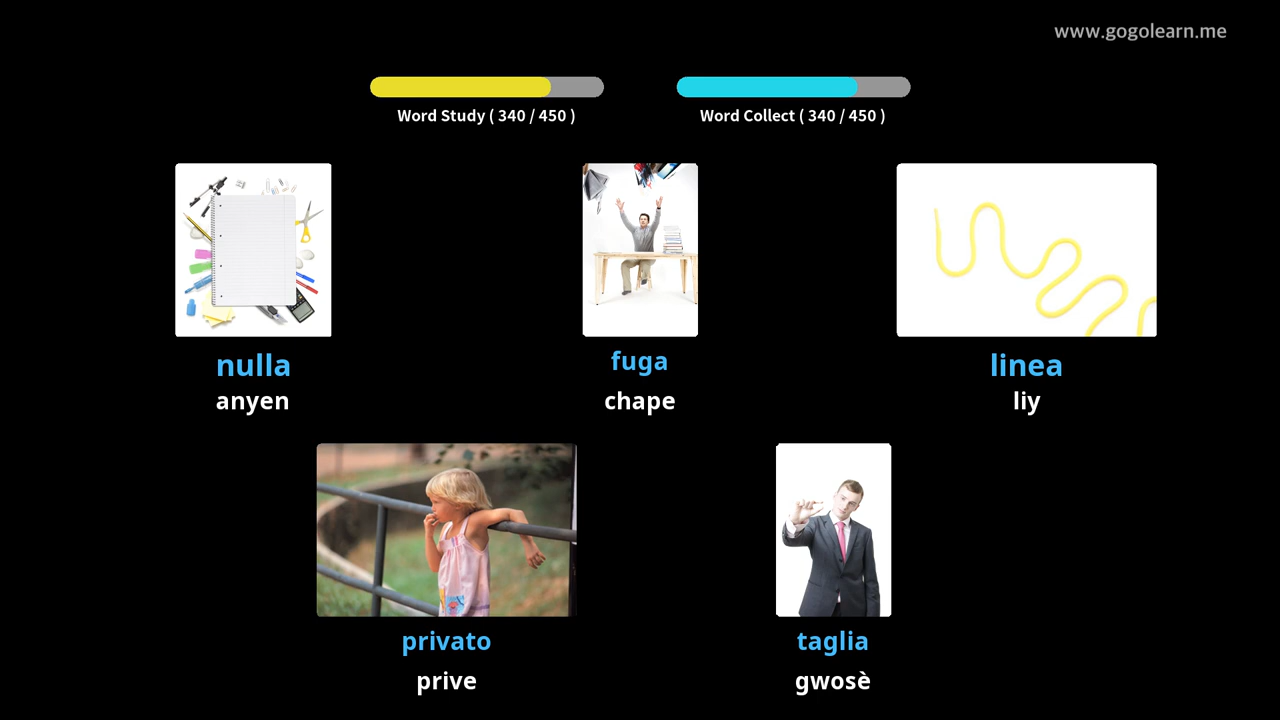 www.gogolearn.me
Word Study ( 340 / 450 )
Word Collect ( 340 / 450 )
nulla
anyen
fuga
chape
linea
liy
privato
prive
taglia
gwosè